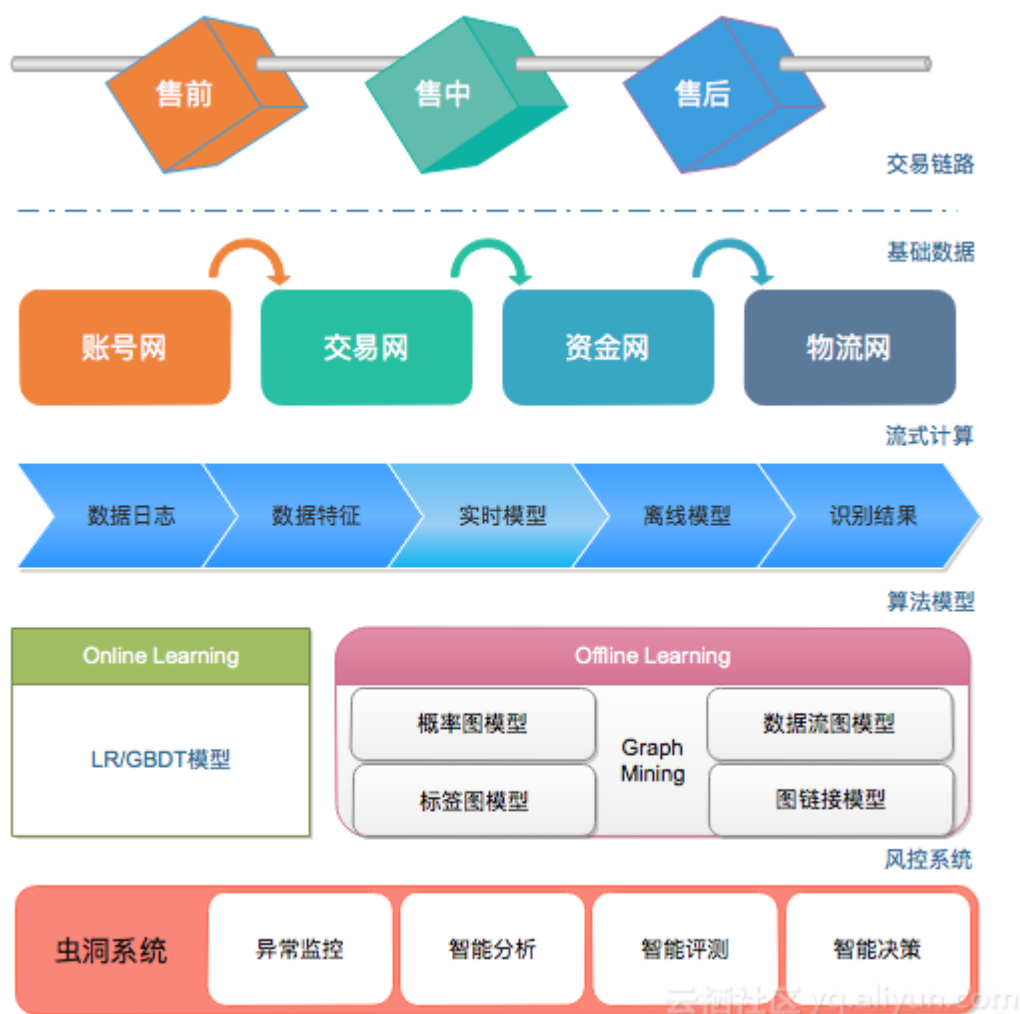 售前
售中
售后
交易链路
基础数据
账号网
交易网
资金网
物流网
流式计算
数据日志
数据特征
实时模型
离线模型
识别结果
算法模型
Online Learning
Offline Learning
LR/GBDT模型
概率图模型
标签图模型
Graph
Mining
数据流图模型
图链接模型
风控系统
虫洞系统
异常监控
智能分析
智能评测
智能决策
云栖社区 yq.aliyun.com